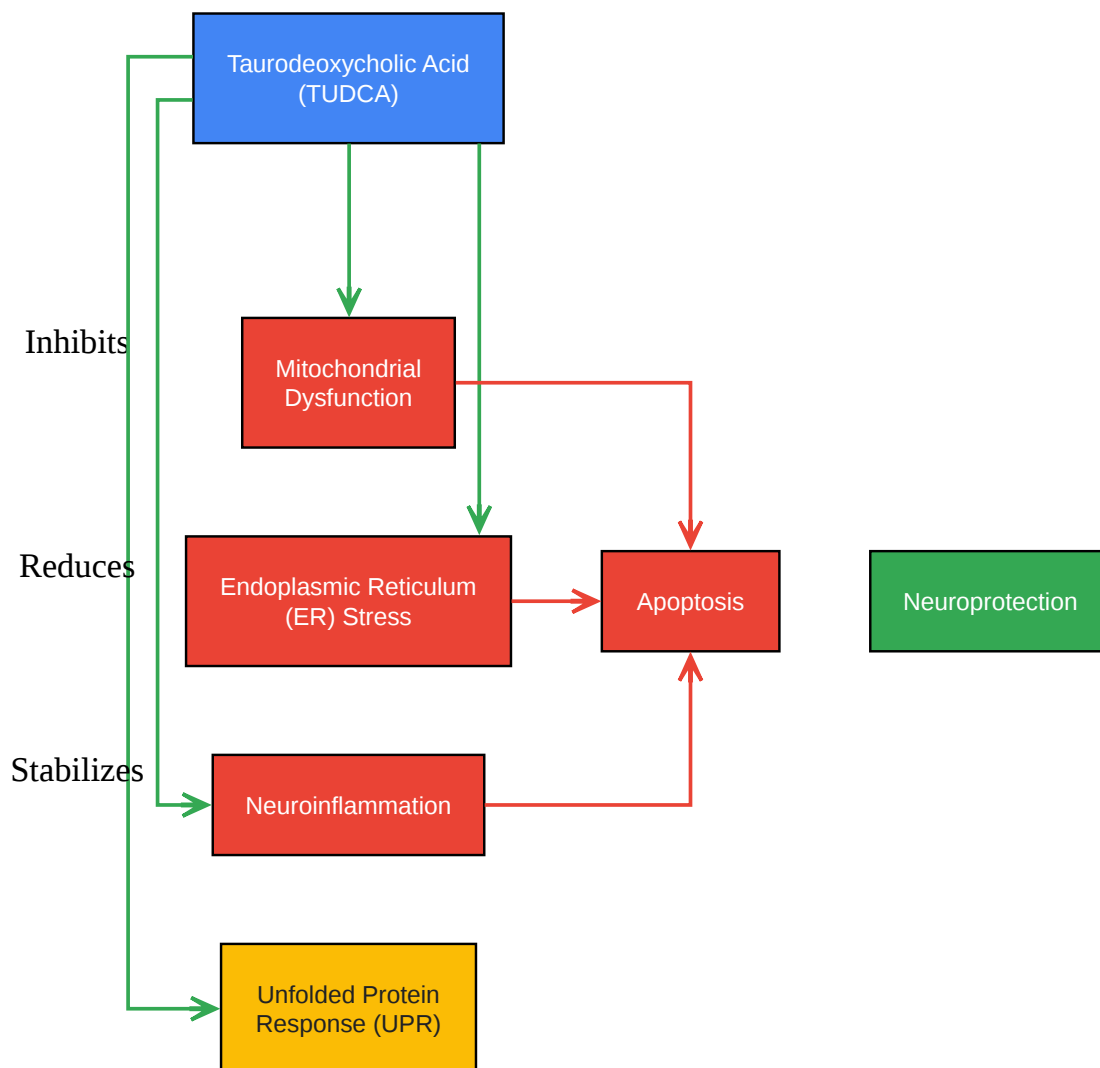 Taurodeoxycholic Acid
(TUDCA)
Inhibits
Mitochondrial
Dysfunction
Reduces
Endoplasmic Reticulum
(ER) Stress
Apoptosis
Neuroprotection
Stabilizes
Neuroinflammation
Unfolded Protein
Response (UPR)